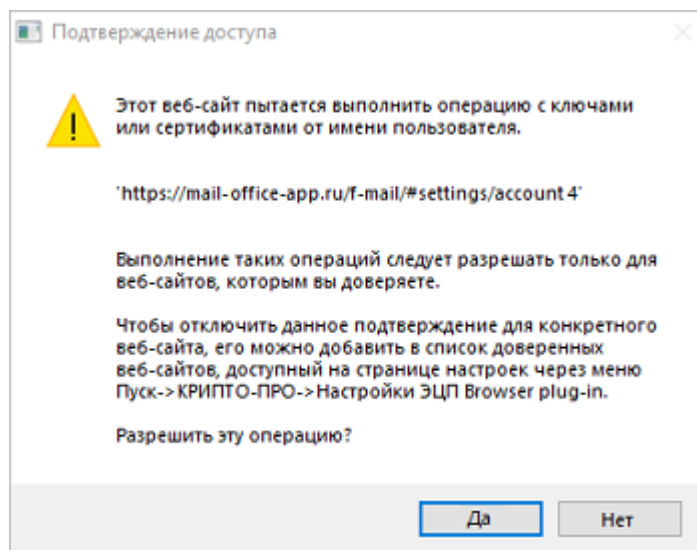 Подтверждение доступа
Этот веб-сайт пытается выполнить операцию с ключами
или сертификатами от имени пользователя.
'https://mail-office-app.ru/f-mail/#settings/account 4'
Выполнение таких операций следует разрешать только для
веб-сайтов, которым вы доверяете.
Чтобы отключить данное подтверждение для конкретного
веб-сайта, его можно добавить в список доверенных
веб-сайтов, доступный на странице настроек через меню
Пуск->КРИПТО-ПРО->Настройки ЭЦП Browser plug-in.
Разрешить эту операцию?
Да
Нет